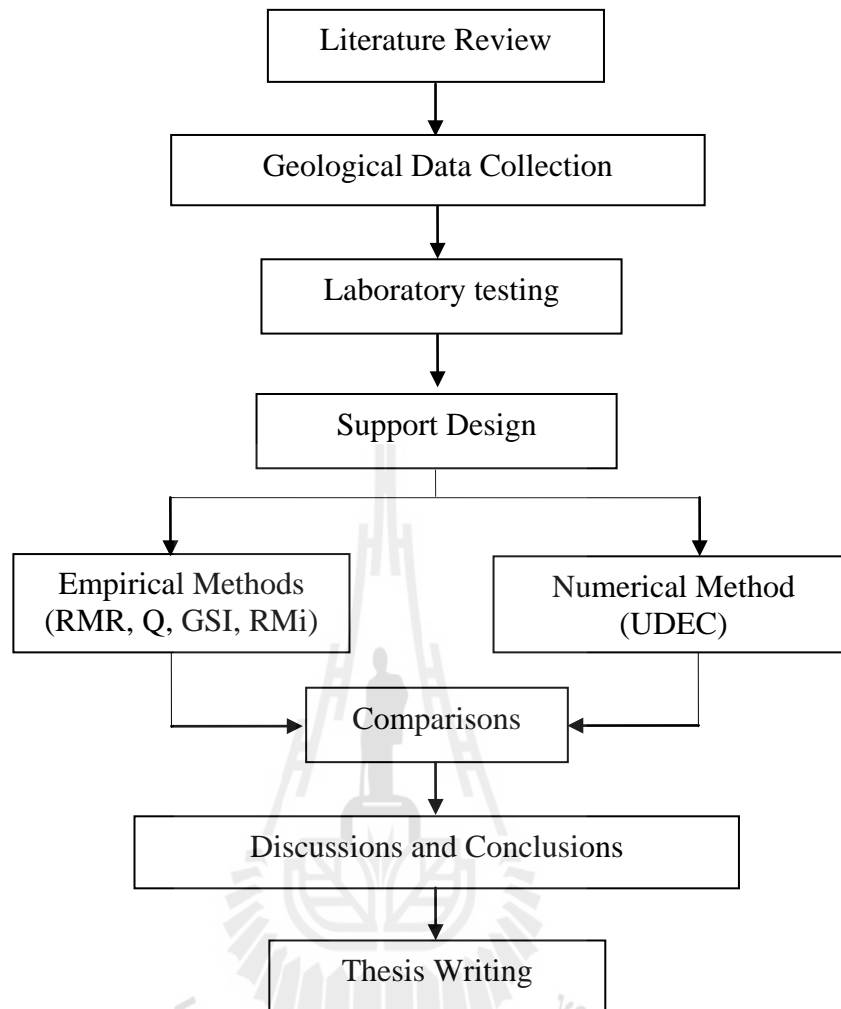 Literature Review
Geological Data Collection
Laboratory testing
Support Design
Empirical Methods
(RMR, Q, GSI, RMi)
Numerical Method
(UDEC)
Comparisons
Discussions and Conclusions
Thesis Writing